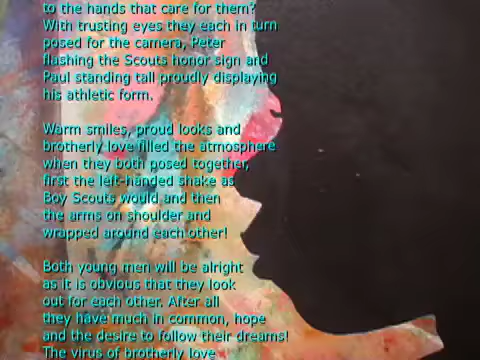 to the hands that care for them?
With trusting eyes they each in turn
posed for the camera, Peter
flashing the Scouts honor sign and
Paul standing tall proudly displaying
his athletic form.
Warm smiles, proud looks and
brotherly love filled the atmosphere
when they both posed together,
first the left-handed shake as
Boy Scouts would and then
the arms on shoulder and
wrapped around each other!
Both young men will be alright
as it is obvious that they look
out for each other. After all
they have much in common, hope
and the desire to follow their dreams!
The virus of brotherly love